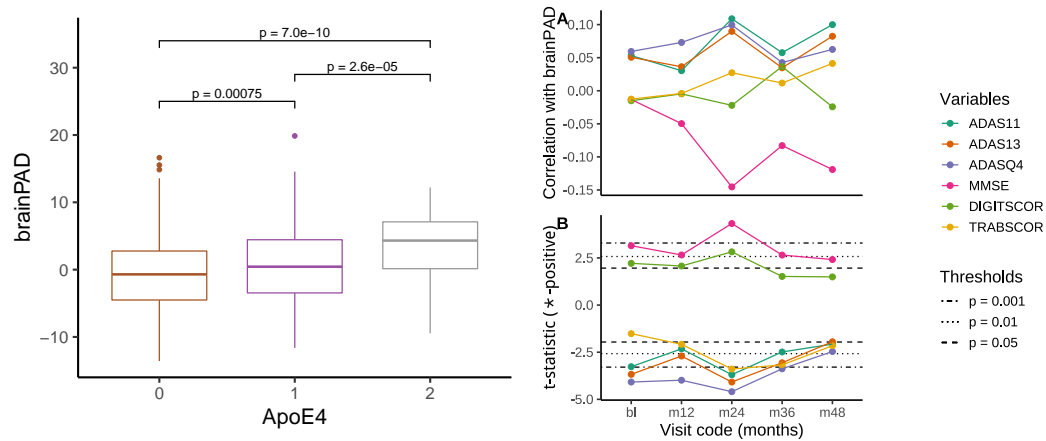 p = 7.0e−10
p = 2.6e−05
p = 0.00075
30
20
10
0
−10
brainPAD
0
1
2
ApoE4
A
0.10
0.05
0.00
-0.05
-0.10
-0.15
Correlation with brainPAD
B
5.0
2.5
0.0
-2.5
-5.0
t-statistic (*-positive)
bl
m12
m24
m36
m48
Visit code (months)
Variables
ADAS11
ADAS13
ADASQ4
MMSE
DIGITSCOR
TRABSCOR
Thresholds
p = 0.001
p = 0.01
p = 0.05